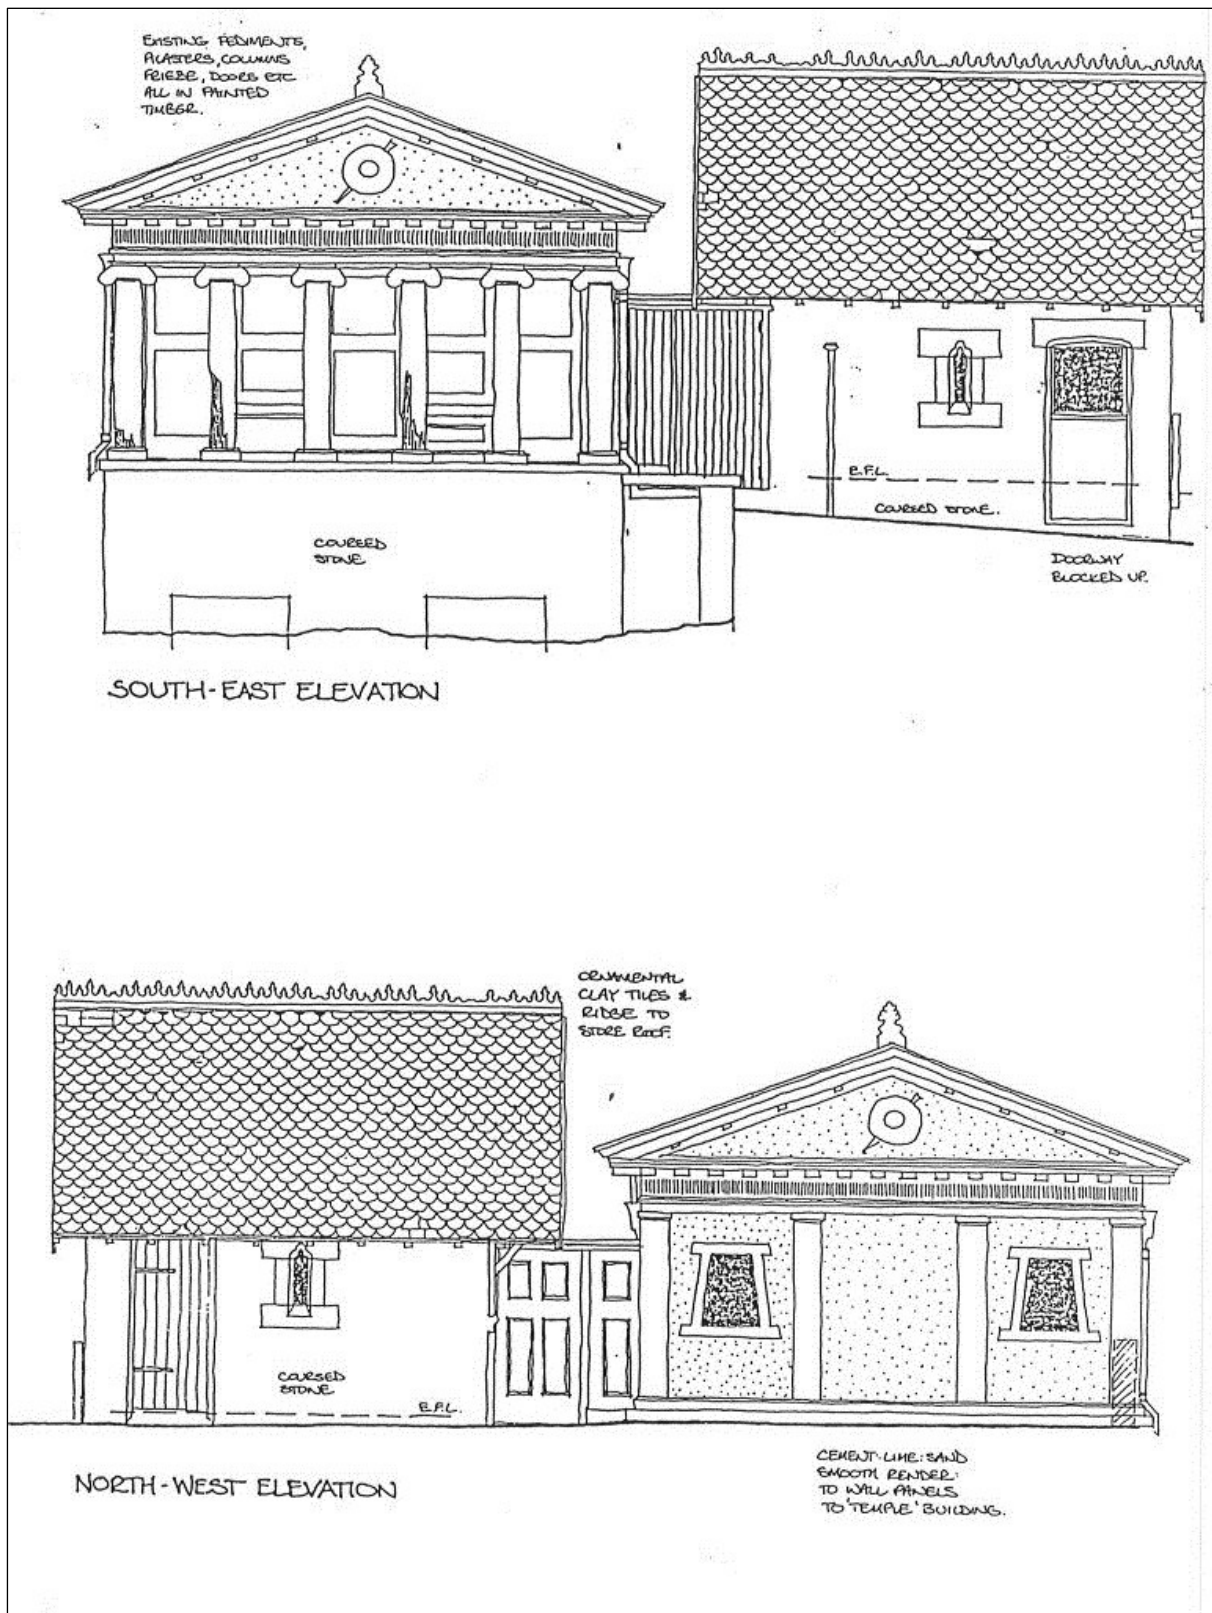 EXISTING PEDIMENTS,
PILASTERS, COLUMNS
FRIEZE, DOORS ETC
ALL IN PAINTED
TIMBER.
E.F.L.
COURSED STONE.
COURSED
STONE
DOORWAY
BLOCKED UP.
SOUTH-EAST ELEVATION
ORNAMENTAL
CLAY TILES &
RIDGE TO
STORE ROOF.
COURSED
STONE
E.F.L.
NORTH-WEST ELEVATION
CEMENT:LIME:SAND
SMOOTH RENDER
TO WALL PANELS
TO 'TEMPLE' BUILDING.